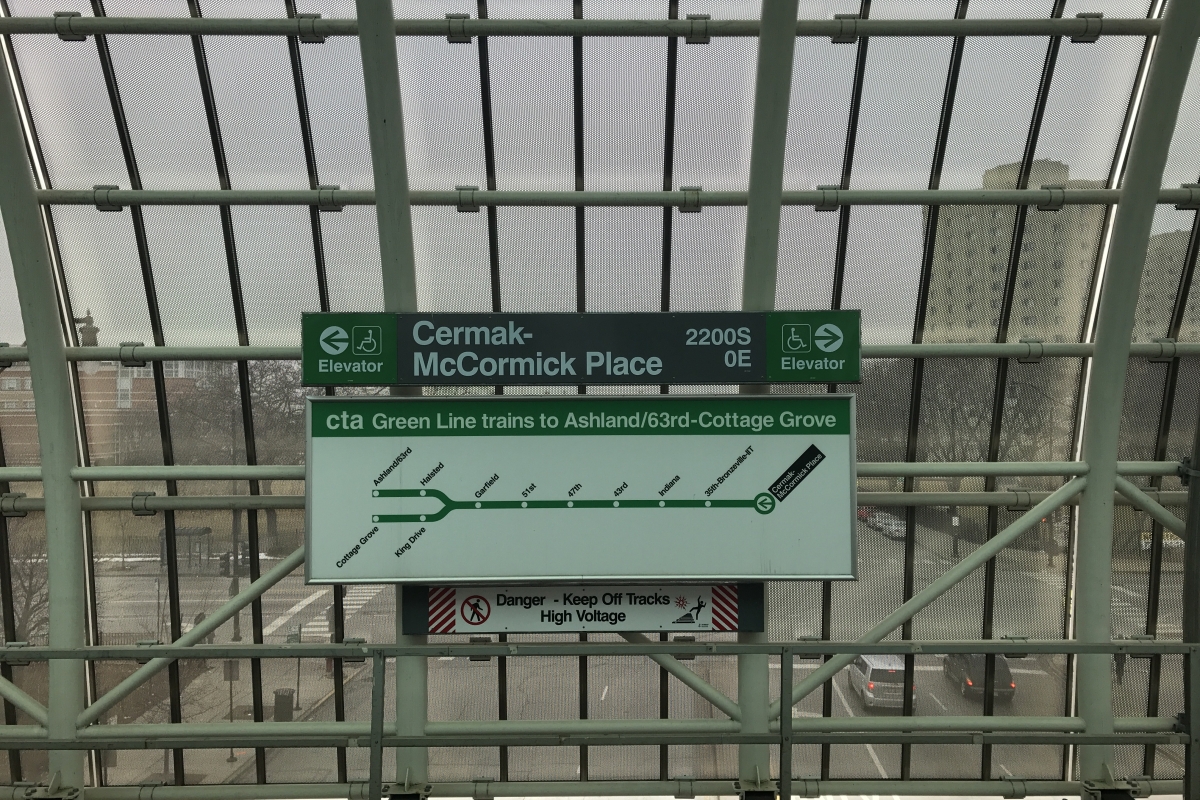 Elevator
Cermak-
McCormick Place
2200S
0E
Elevator
cta Green Line trains to Ashland/63rd-Cottage Grove
Ashland/63rd
Halsted
Garfield
51st
47th
43rd
Indiana
35th-Bronzeville-IIT
Cermak-
McCormick Place
Cottage Grove
King Drive
Danger - Keep Off Tracks
High Voltage